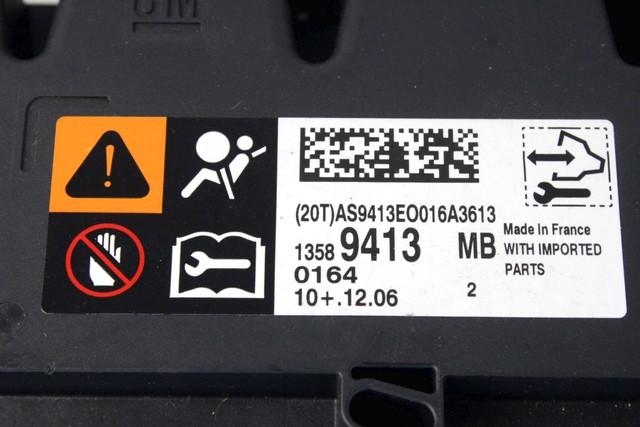 GM
(20T)AS9413EO016A3613
1358 9413 MB
0164
10+.12.06 2
Made In France
WITH IMPORTED
PARTS